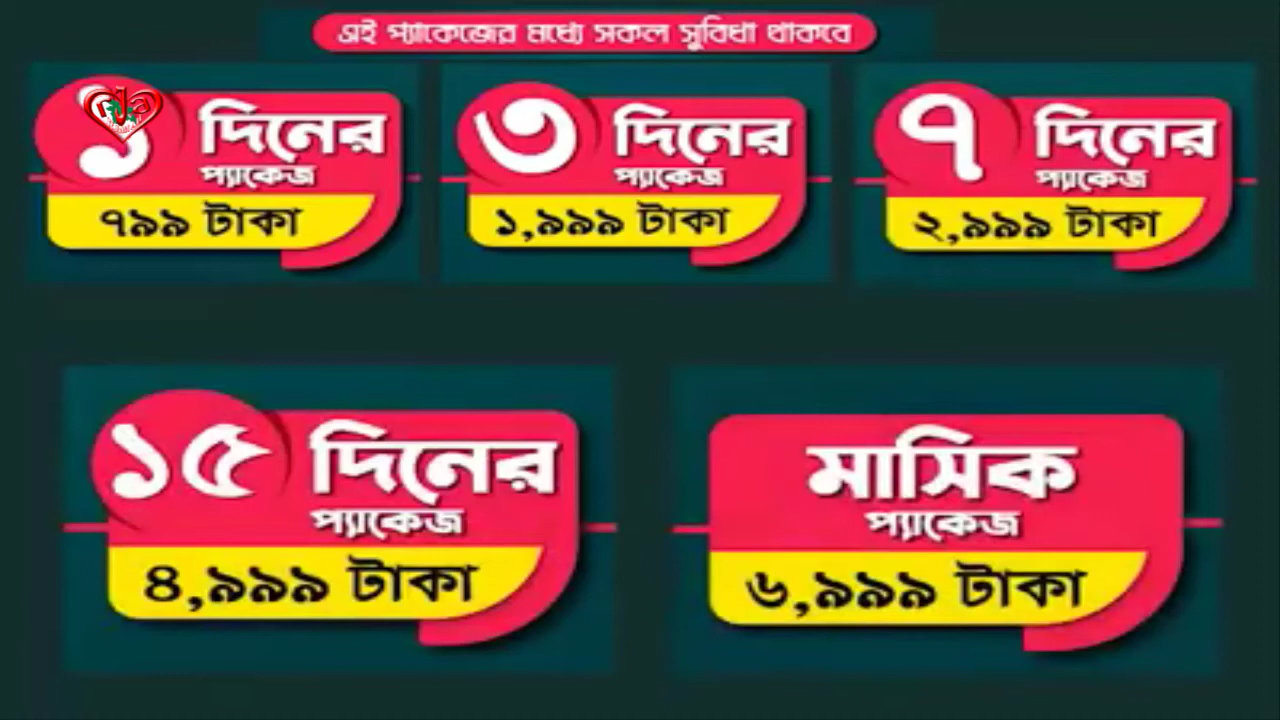 এই প্যাকেজের মধ্যে সকল সুবিধা থাকবে
১ দিনের
প্যাকেজ
৭৯৯ টাকা
৩ দিনের
প্যাকেজ
১,৯৯৯ টাকা
৭ দিনের
প্যাকেজ
২,৯৯৯ টাকা
১৫ দিনের
প্যাকেজ
৪,৯৯৯ টাকা
মাসিক
প্যাকেজ
৬,৯৯৯ টাকা